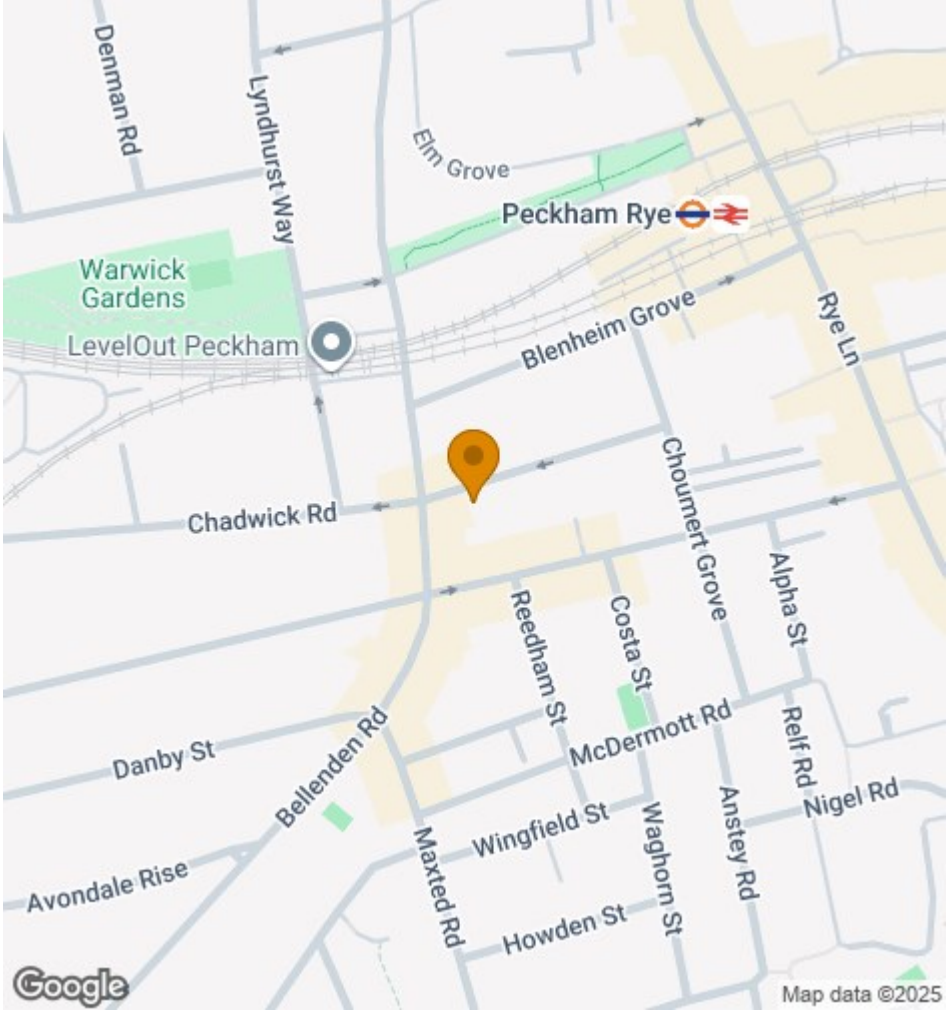 Denman Rd
Lyndhurst Way
Elm Grove
Peckham Rye
Warwick
Gardens
LevelOut Peckham
Blenheim Grove
Rye Ln
Chadwick Rd
Choumert Grove
Alpha St
Reedham St
Costa St
McDermott Rd
Relf Rd
Danby St
Bellenden Rd
Nigel Rd
Wingfield St
Anstey Rd
Waghorn St
Avondale Rise
Maxted Rd
Howden St
Google
Map data ©2025